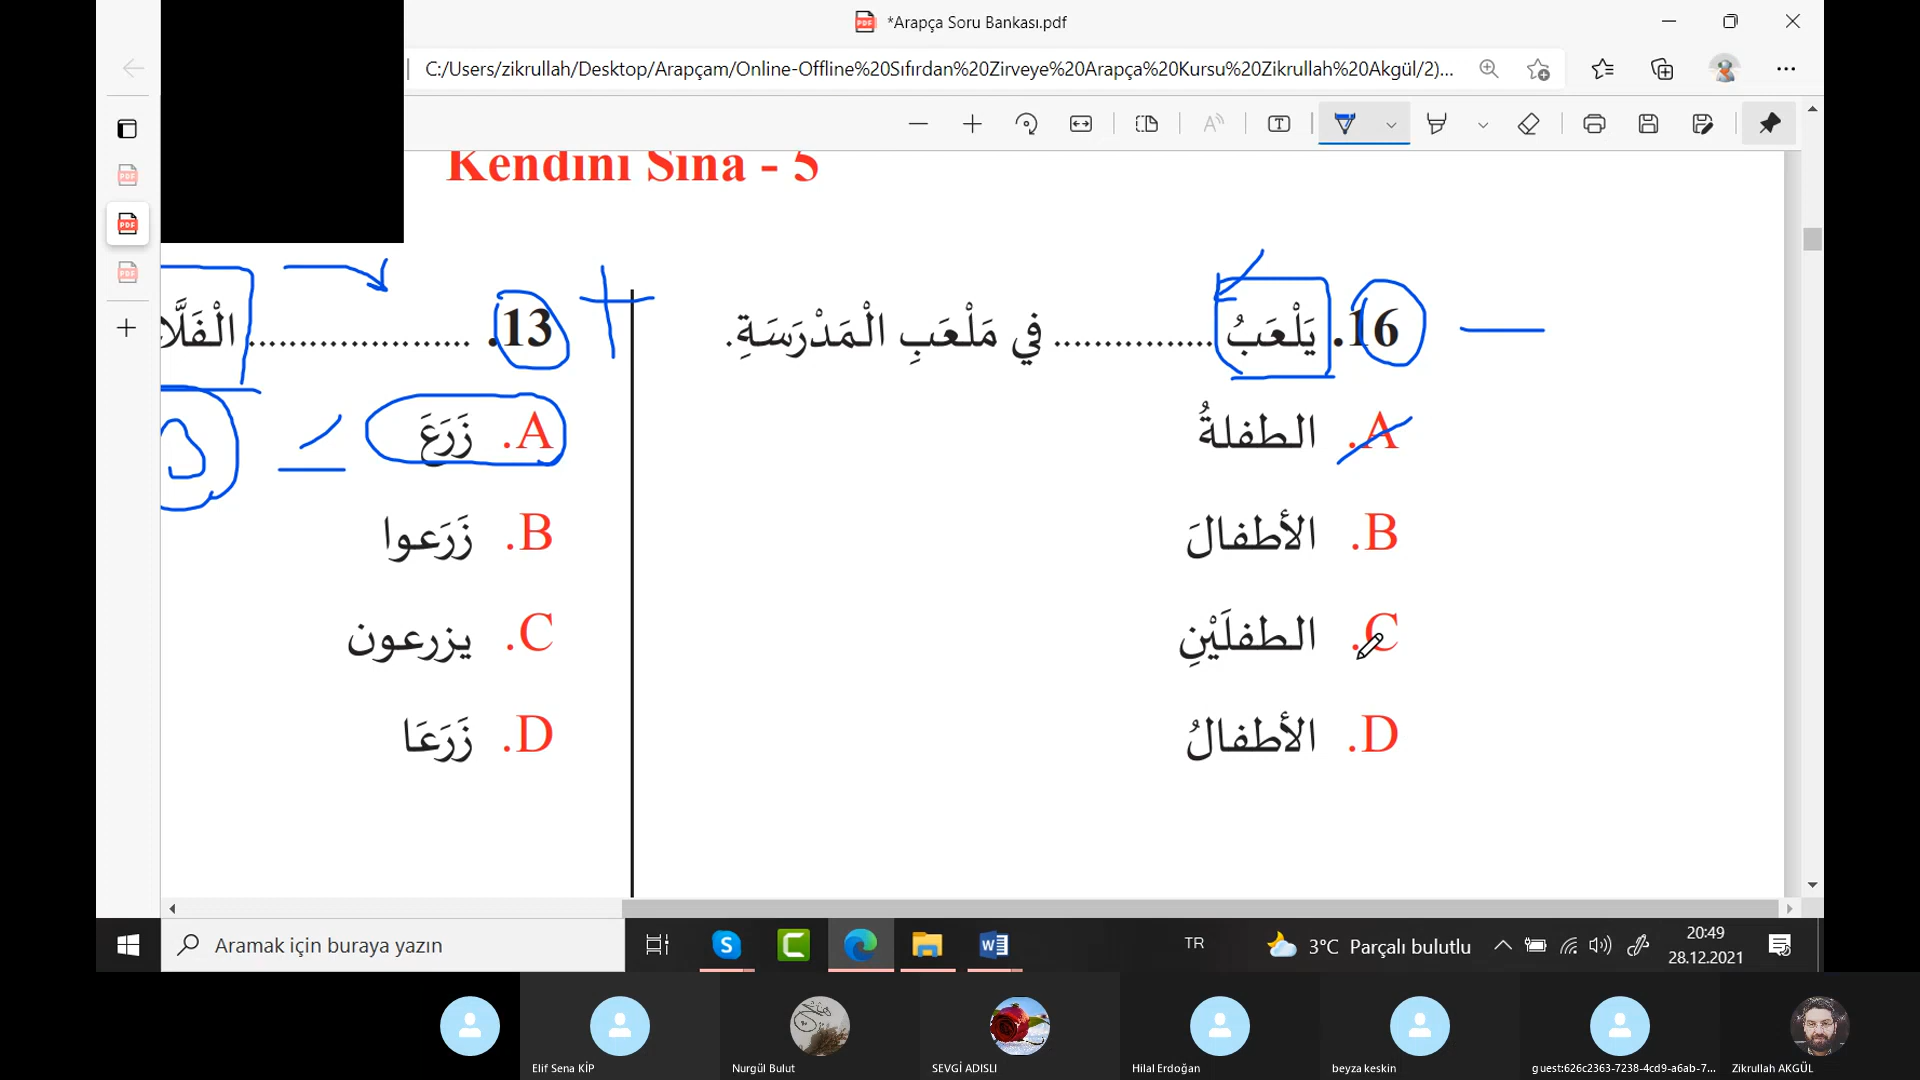 *Arapça Soru Bankası.pdf
C:/Users/zikrullah/Desktop/Arapçam/Online-Offline%20Sıfırdan%20Zirveye%20Arapça%20Kursu%20Zikrullah%20Akgül/2)...
Kendini Sına - 5
16. يَلْعَبُ ................ في مَلْعَبِ الْمَدْرَسَةِ.
A. الطفلةُ
B. الأطفالَ
C. الطفلَيْنِ
D. الأطفالُ
13. ...................... الْفَلَّا
A. زَرَعَ
B. زَرَعوا
C. يزرعون
D. زَرَعَا
Aramak için buraya yazın
TR
3°C Parçalı bulutlu
20:49
28.12.2021
Elif Sena KİP
Nurgül Bulut
SEVGİ ADISLI
Hilal Erdoğan
beyza keskin
guest:626c2363-7238-4cd9-a6ab-7...
Zikrullah AKGÜL